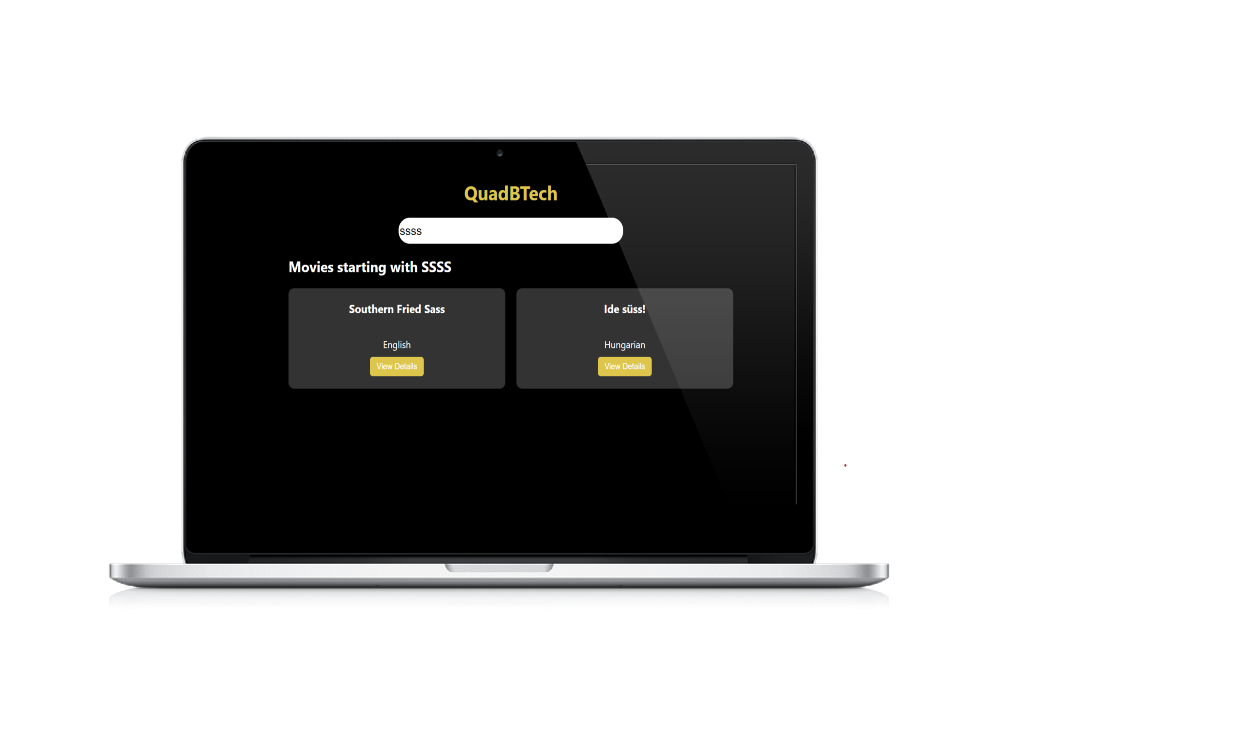 QuadBTech
ssss
Movies starting with SSSS
Southern Fried Sass
English
View Details
Ide süss!
Hungarian
View Details